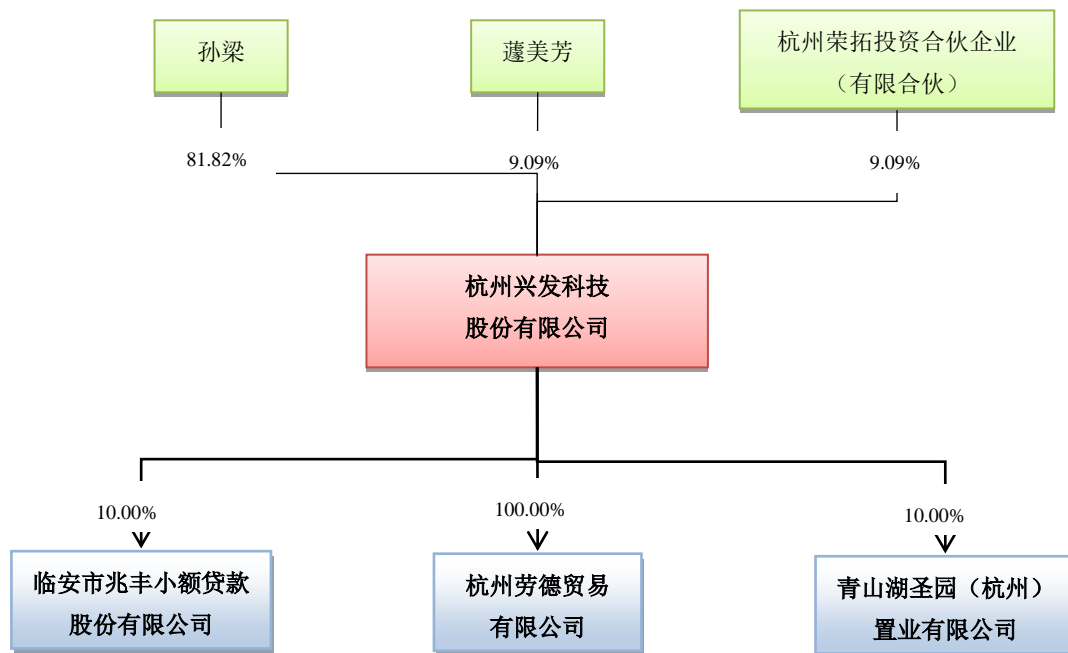 孙梁
蘧美芳
杭州荣拓投资合伙企业
（有限合伙）
81.82%
9.09%
9.09%
杭州兴发科技
股份有限公司
10.00%
100.00%
10.00%
临安市兆丰小额贷款
股份有限公司
杭州劳德贸易
有限公司
青山湖圣园（杭州）
置业有限公司